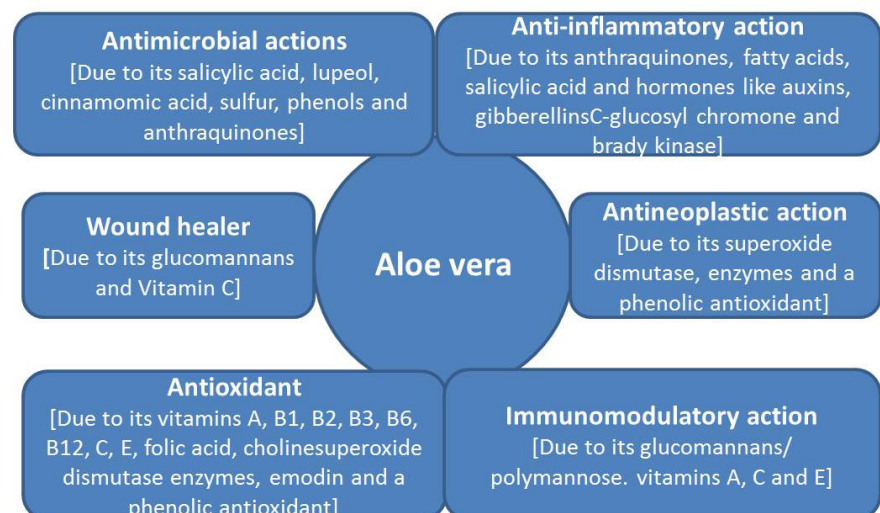 Antimicrobial actions
[Due to its salicylic acid, lupeol,
cinnamomic acid, sulfur, phenols and
anthraquinones]
Anti-inflammatory action
[Due to its anthraquinones, fatty acids,
salicylic acid and hormones like auxins,
gibberellinsC-glucosyl chromone and
brady kinase]
Wound healer
[Due to its glucomannans
and Vitamin C]
Aloe vera
Antineoplastic action
[Due to its superoxide
dismutase, enzymes and a
phenolic antioxidant]
Antioxidant
[Due to its vitamins A, B1, B2, B3, B6,
B12, C, E, folic acid, cholinesuperoxide
dismutase enzymes, emodin and a
phenolic antioxidant]
Immunomodulatory action
[Due to its glucomannans/
polymannose. vitamins A, C and E]